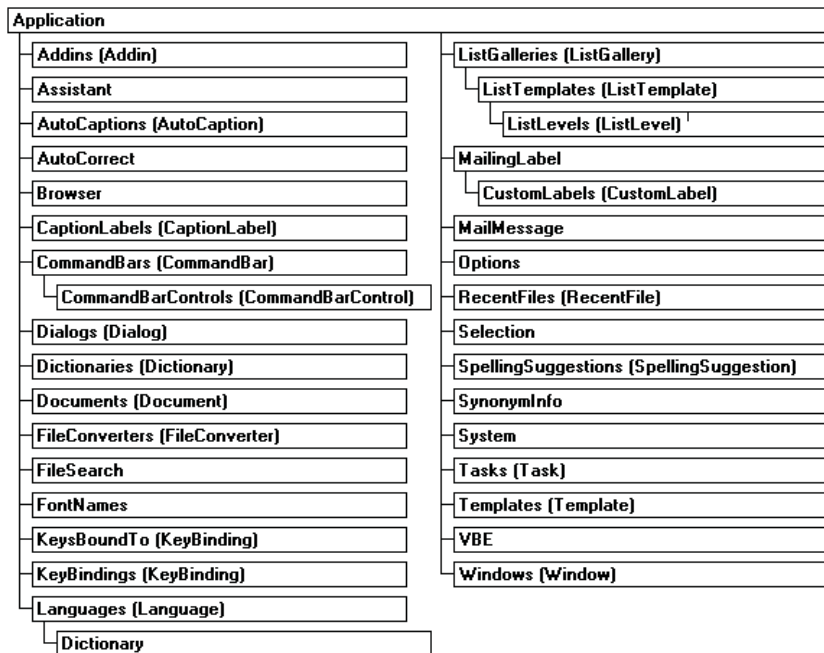 Application
Addins (Addin)
Assistant
AutoCaptions (AutoCaption)
AutoCorrect
Browser
CaptionLabels (CaptionLabel)
CommandBars (CommandBar)
CommandBarControls (CommandBarControl)
Dialogs (Dialog)
Dictionaries (Dictionary)
Documents (Document)
FileConverters (FileConverter)
FileSearch
FontNames
KeysBoundTo (KeyBinding)
KeyBindings (KeyBinding)
Languages (Language)
Dictionary
ListGalleries (ListGallery)
ListTemplates (ListTemplate)
ListLevels (ListLevel)
MailingLabel
CustomLabels (CustomLabel)
MailMessage
Options
RecentFiles (RecentFile)
Selection
SpellingSuggestions (SpellingSuggestion)
SynonymInfo
System
Tasks (Task)
Templates (Template)
VBE
Windows (Window)